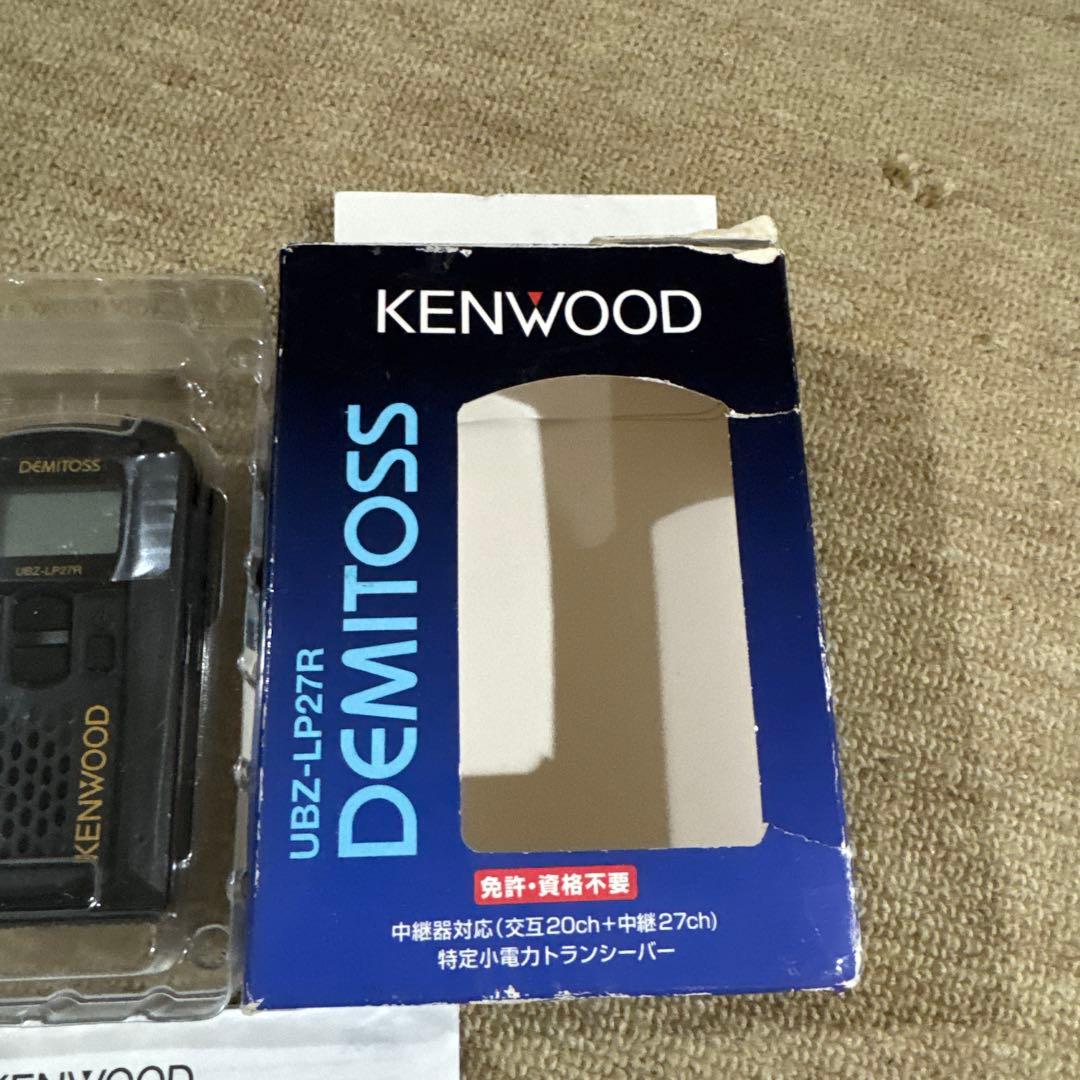 KENWOOD
UBZ-LP27R
DEMITOSS
免許・資格不要
中継器対応(交互20ch+中継27ch)
特定小電力トランシーバー
DEMITOSS
UBZ-LP27R
KENWOOD
KENWOOD